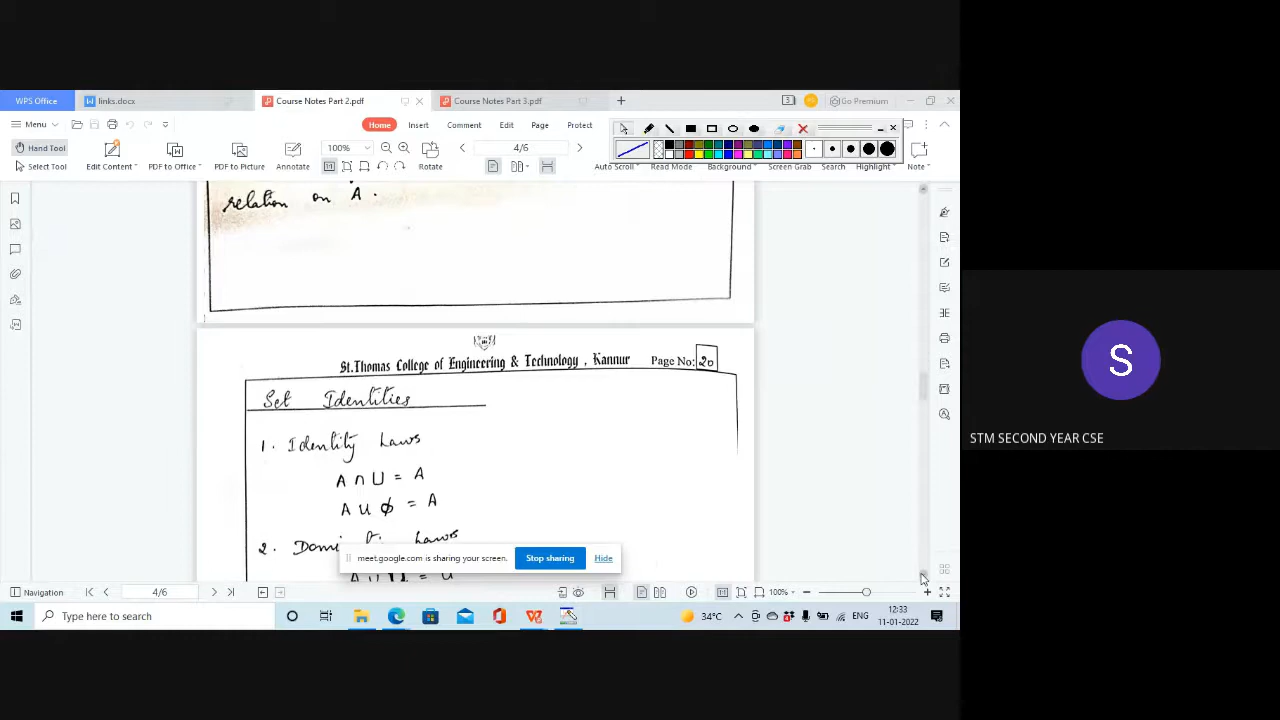 WPS Office
links.docx
Course Notes Part 2.pdf
Course Notes Part 3.pdf
Go Premium
Menu
Home
Insert
Comment
Edit
Page
Protect
Hand Tool
Select Tool
Edit Content
PDF to Office
PDF to Picture
Annotate
100%
Rotate
4/6
Auto Scroll
Read Mode
Background
Screen Grab
Search
Highlight
Note
relation on A.
St.Thomas College of Engineering & Technology , Kannur Page No: 20
Set Identities
1. Identity Laws
A ∩ U = A
A ∪ ϕ = A
2. Laws
meet.google.com is sharing your screen.
Stop sharing
Hide
Navigation
4/6
100%
Type here to search
34°C
ENG
12:33
11-01-2022
S
STM SECOND YEAR CSE